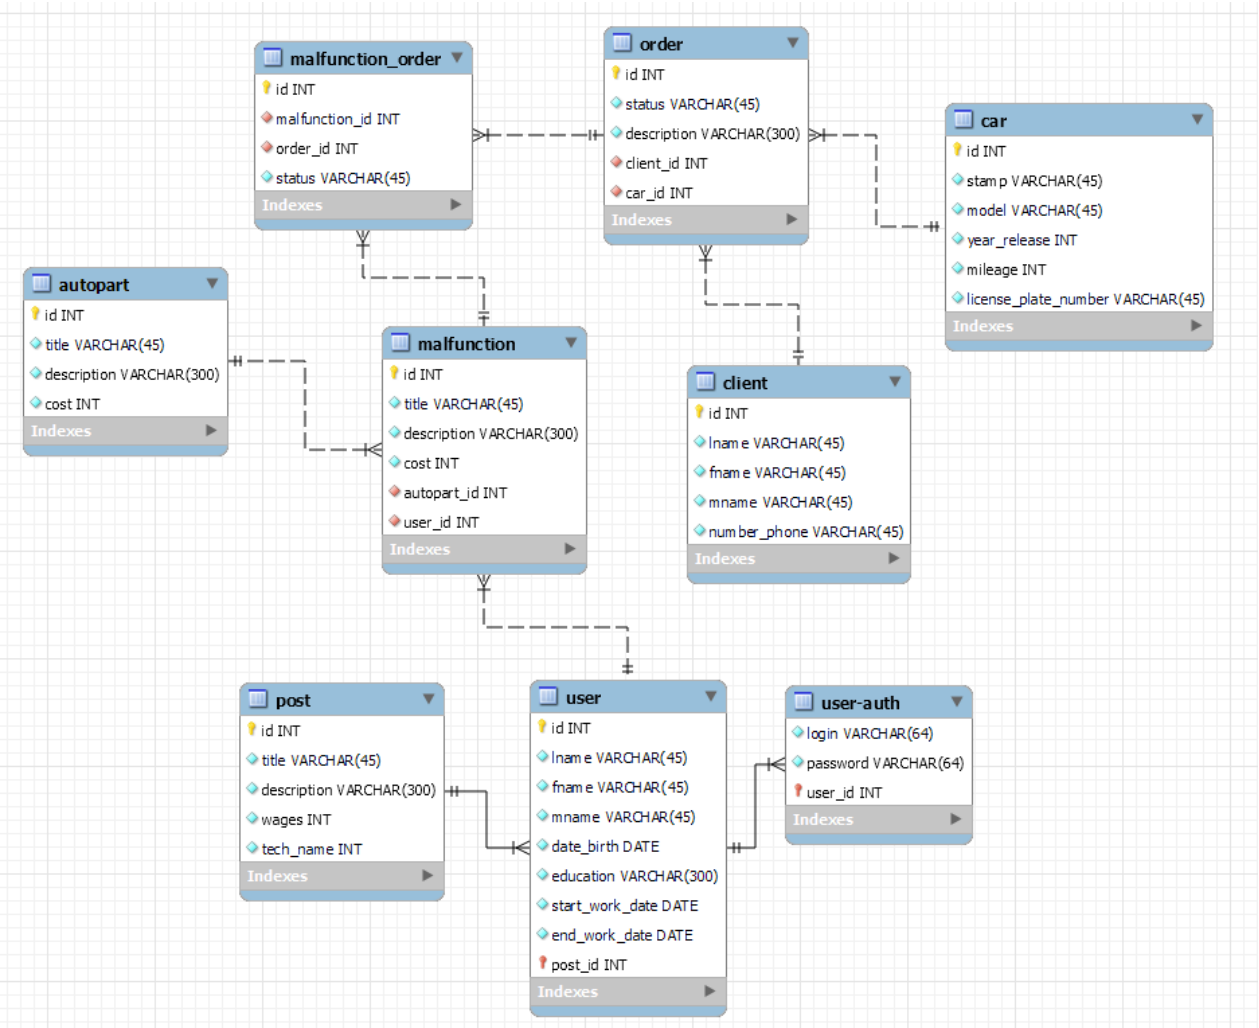 malfunction_order
id INT
malfunction_id INT
order_id INT
status VARCHAR(45)
Indexes
order
id INT
status VARCHAR(45)
description VARCHAR(300)
client_id INT
car_id INT
Indexes
car
id INT
stamp VARCHAR(45)
model VARCHAR(45)
year_release INT
mileage INT
license_plate_number VARCHAR(45)
Indexes
autopart
id INT
title VARCHAR(45)
description VARCHAR(300)
cost INT
Indexes
malfunction
id INT
title VARCHAR(45)
description VARCHAR(300)
cost INT
autopart_id INT
user_id INT
Indexes
client
id INT
lname VARCHAR(45)
fname VARCHAR(45)
mname VARCHAR(45)
number_phone VARCHAR(45)
Indexes
post
id INT
title VARCHAR(45)
description VARCHAR(300)
wages INT
tech_name INT
Indexes
user
id INT
lname VARCHAR(45)
fname VARCHAR(45)
mname VARCHAR(45)
date_birth DATE
education VARCHAR(300)
start_work_date DATE
end_work_date DATE
post_id INT
Indexes
user-auth
login VARCHAR(64)
password VARCHAR(64)
user_id INT
Indexes